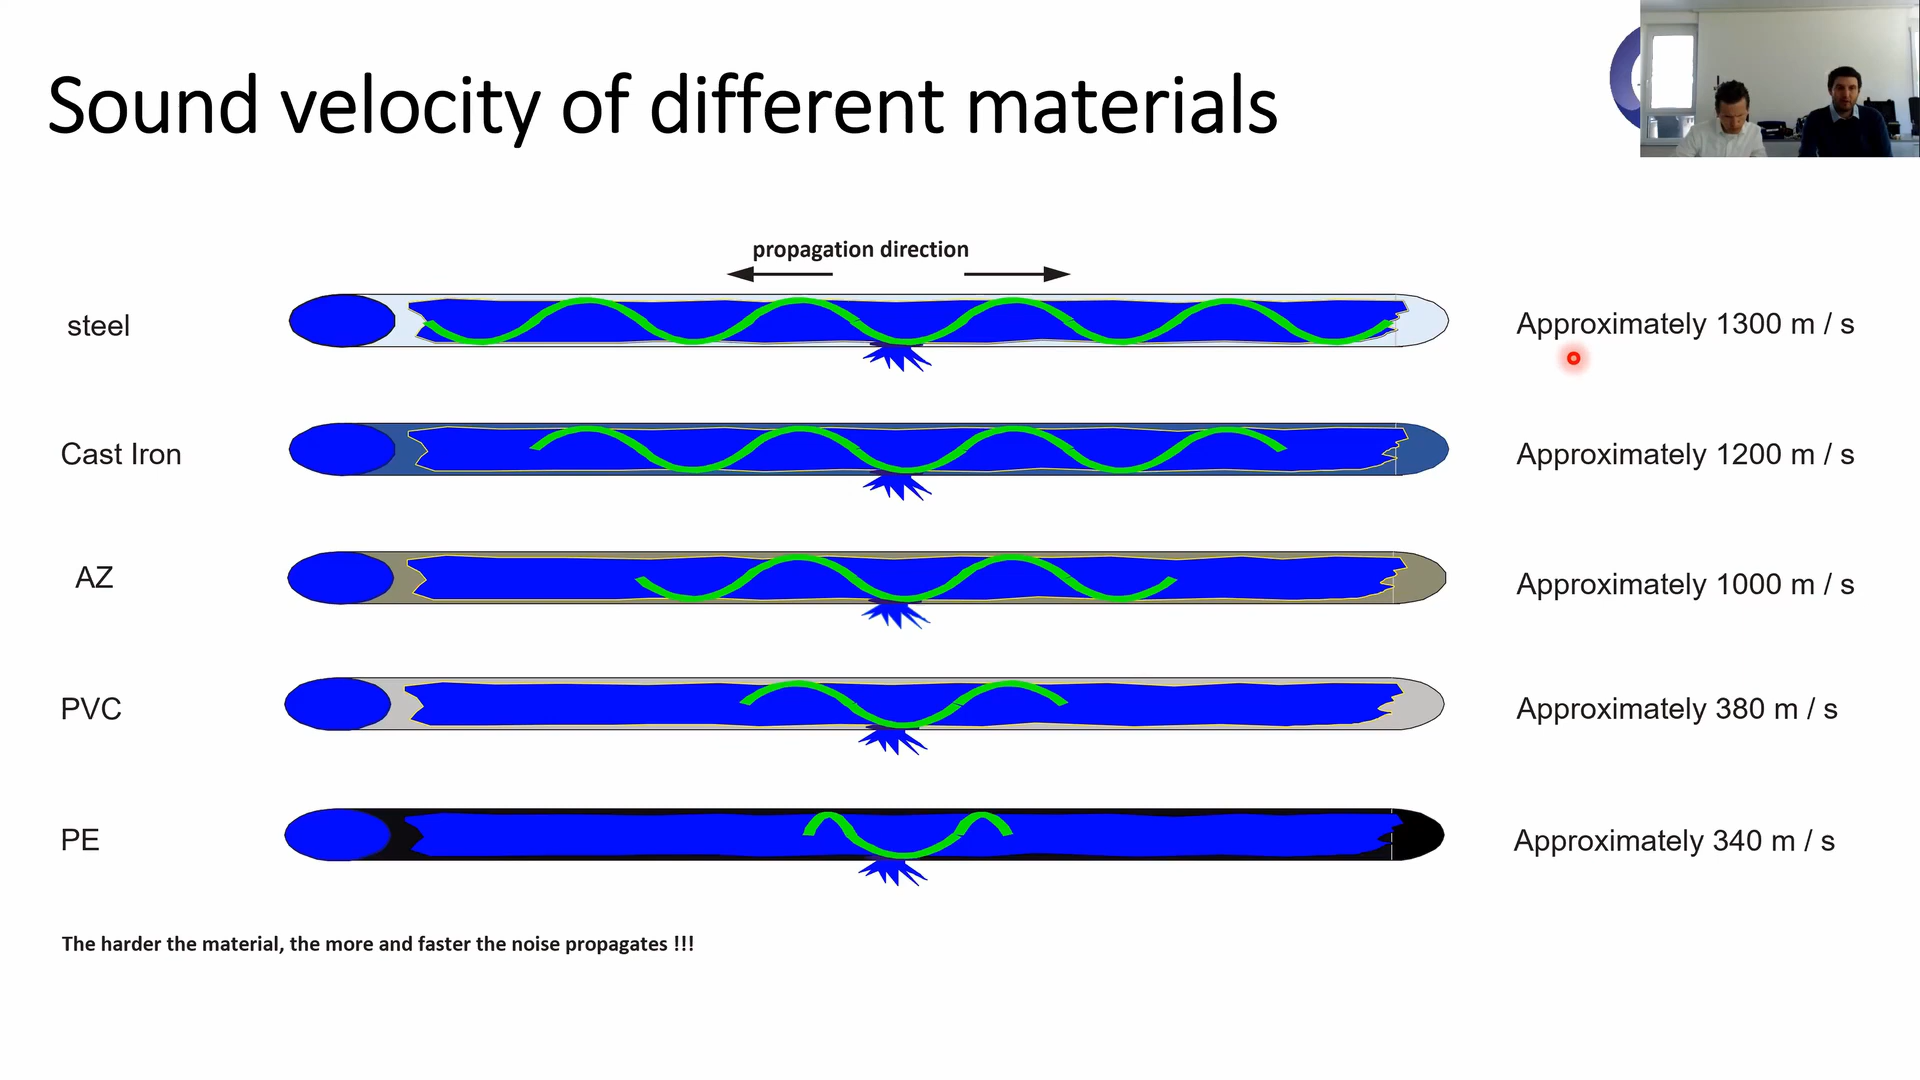 Sound velocity of different materials
propagation direction
steel
Approximately 1300 m / s
Cast Iron
Approximately 1200 m / s
AZ
Approximately 1000 m / s
PVC
Approximately 380 m / s
PE
Approximately 340 m / s
The harder the material, the more and faster the noise propagates !!!